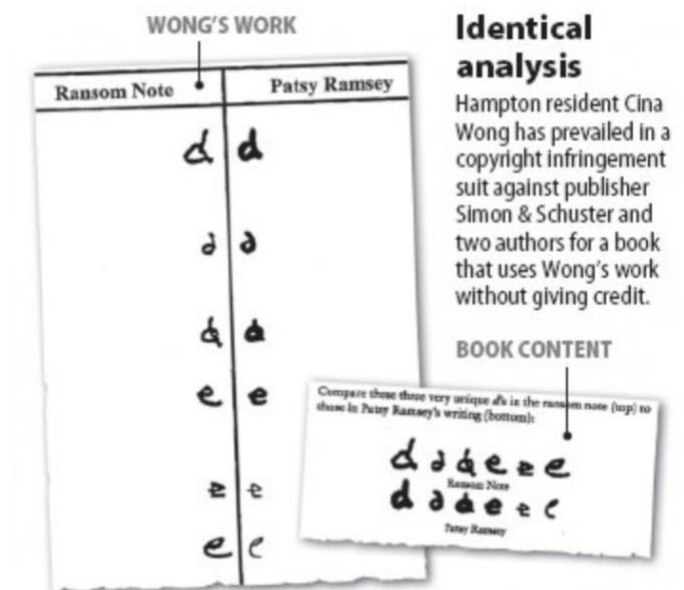 WONG'S WORK
Ransom Note Patsy Ramsey
d d
d d
d d
e e
e e
e e
Identical
analysis
Hampton resident Cina
Wong has prevailed in a
copyright infringement
suit against publisher
Simon & Schuster and
two authors for a book
that uses Wong's work
without giving credit.
BOOK CONTENT
Compare these three very unique d's in the ransom note (top) to
those in Patsy Ramsey's writing (bottom):
d d d e e e
Ransom Note
d d d e e e
Patsy Ramsey